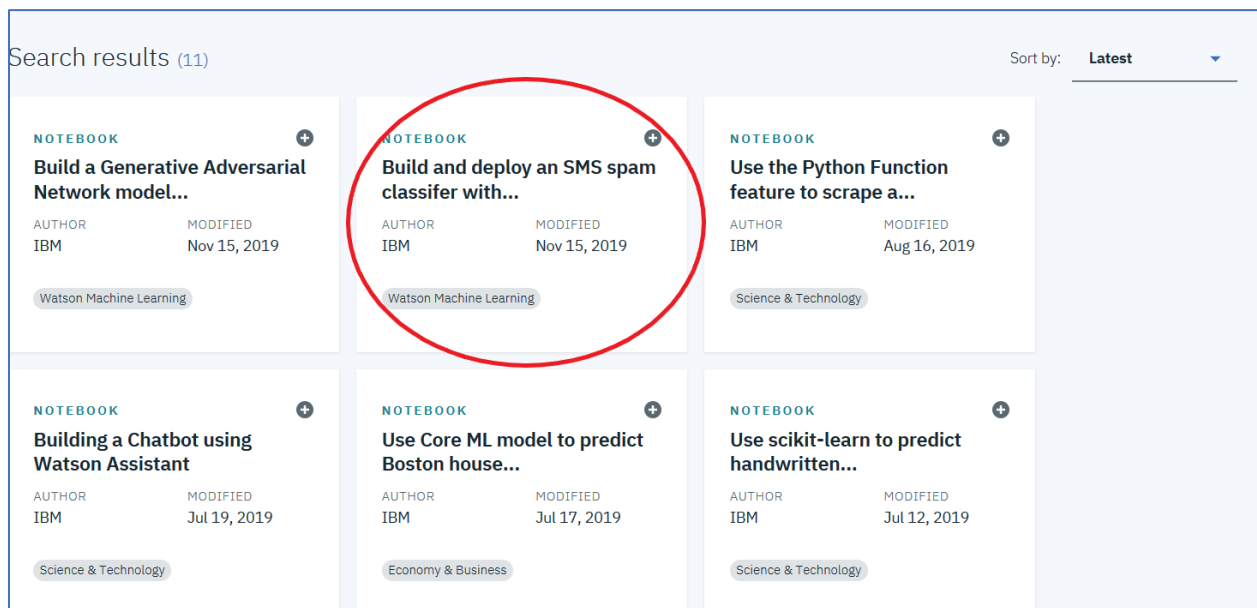 Search results (11)
Sort by: Latest
NOTEBOOK
Build a Generative Adversarial
Network model...
AUTHOR MODIFIED
IBM Nov 15, 2019
Watson Machine Learning
NOTEBOOK
Build and deploy an SMS spam
classifer with...
AUTHOR MODIFIED
IBM Nov 15, 2019
Watson Machine Learning
NOTEBOOK
Use the Python Function
feature to scrape a...
AUTHOR MODIFIED
IBM Aug 16, 2019
Science & Technology
NOTEBOOK
Building a Chatbot using
Watson Assistant
AUTHOR MODIFIED
IBM Jul 19, 2019
Science & Technology
NOTEBOOK
Use Core ML model to predict
Boston house...
AUTHOR MODIFIED
IBM Jul 17, 2019
Economy & Business
NOTEBOOK
Use scikit-learn to predict
handwritten...
AUTHOR MODIFIED
IBM Jul 12, 2019
Science & Technology